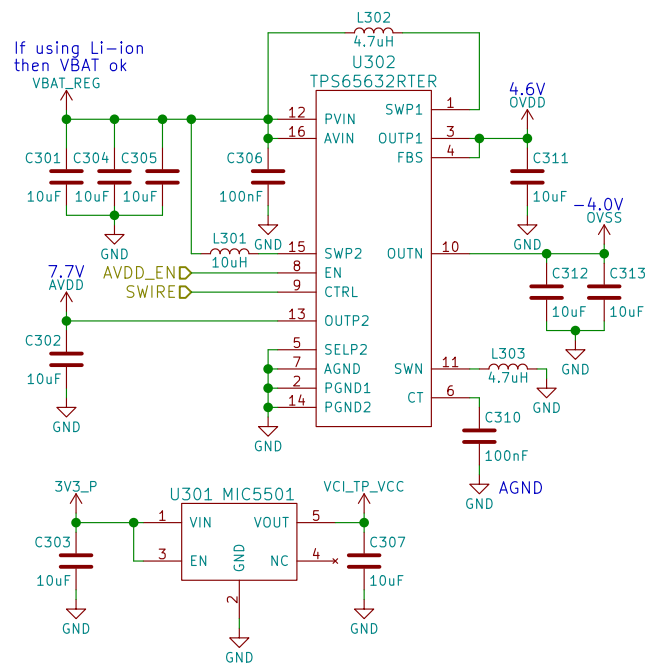 L302
4.7uH
If using Li-ion
then VBAT ok
VBAT_REG
U302
TPS65632RTER
12 PVIN SWP1 1
4.6V
OVDD
16 AVIN OUTP1 3
FBS 4
C301 C304 C305
10uF 10uF 10uF
C306
100nF
C311
10uF
GND
GND
GND
-4.0V
OVSS
L301
10uH
15 SWP2 OUTN 10
AVDD_EN 8 EN
SWIRE 9 CTRL
C312 C313
10uF 10uF
7.7V
AVDD
13 OUTP2
C302
10uF
GND
GND
5 SELP2
7 AGND SWN 11
L303
4.7uH
2 PGND1
CT 6
14 PGND2
GND
GND
C310
100nF
GND AGND
3V3_P
U301 MIC5501
VCI_TP_VCC
1 VIN VOUT 5
3 EN GND NC 4
2
C303
10uF
GND
C307
10uF
GND
GND